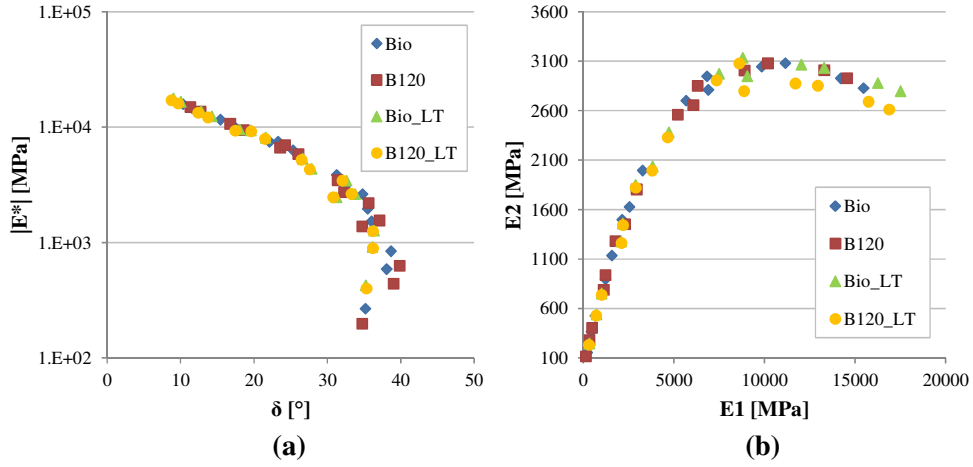 1.E+05
1.E+04
1.E+03
1.E+02
|E*| [MPa]
0 10 20 30 40 50
δ [°]
Bio
B120
Bio_LT
B120_LT
(a)
3600
3100
2600
2100
1600
1100
600
100
E2 [MPa]
0 5000 10000 15000 20000
E1 [MPa]
Bio
B120
Bio_LT
B120_LT
(b)